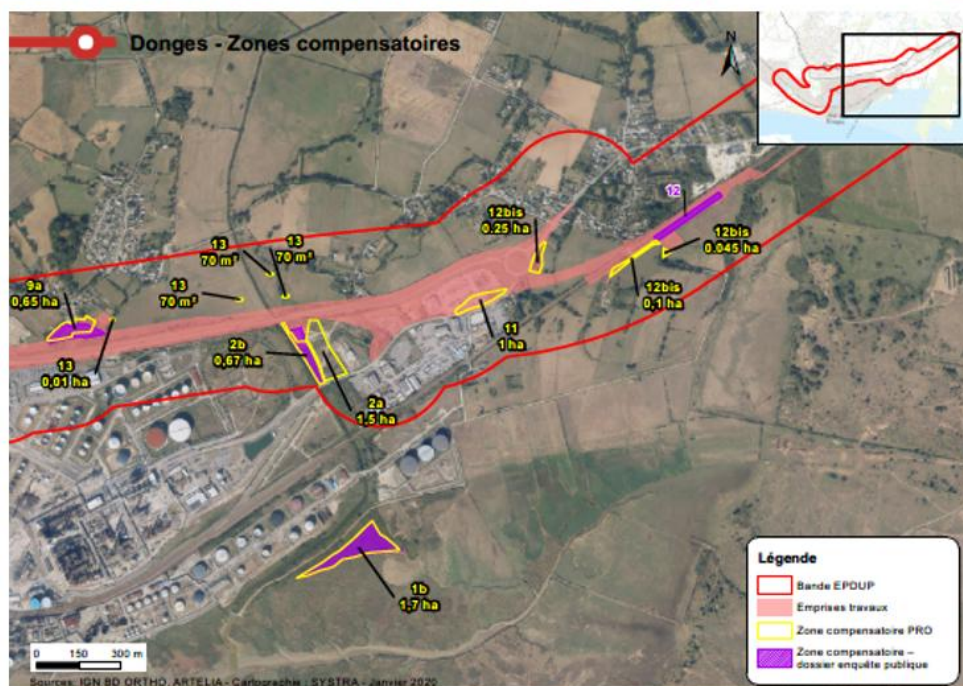 Donges - Zones compensatoires
N
12
12bis
0.25 ha
13
70 m²
13
70 m²
12bis
0.045 ha
9a
0,65 ha
13
70 m²
12bis
0,1 ha
11
1 ha
2b
0,67 ha
13
0,01 ha
2a
1,5 ha
1b
1,7 ha
Légende
Bande EPDUP
Emprises travaux
Zone compensatoire PRO
Zone compensatoire –
dossier enquête publique
0 150 300 m
Sources: IGN BD ORTHO, ARTELIA - Cartographie : SYSTRA - Janvier 2020